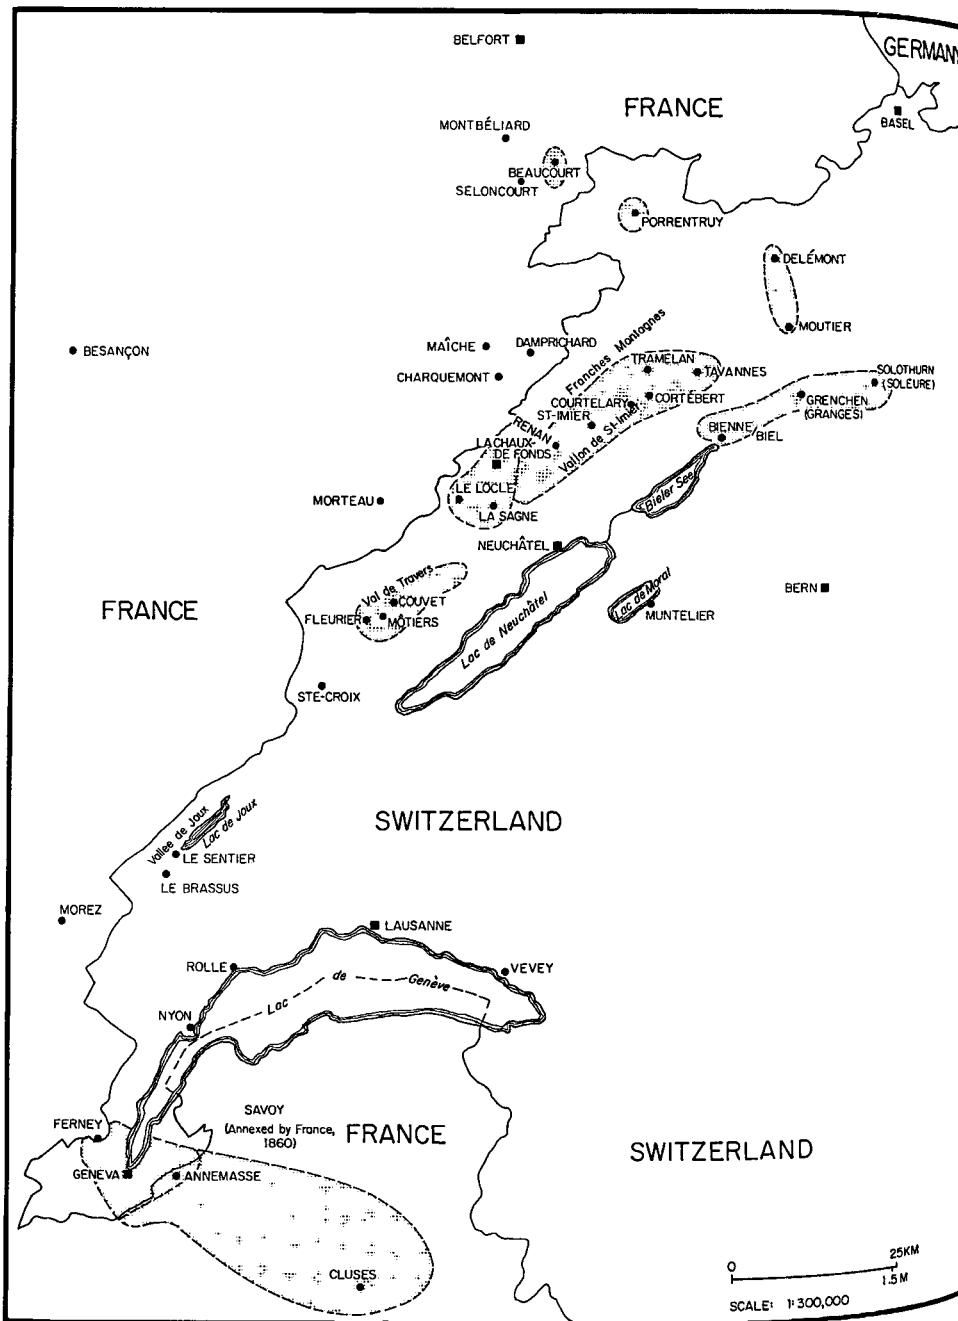 BELFORT
GERMANY
FRANCE
BASEL
MONTBÉLIARD
BEAUCOURT
SELONCOURT
PORRENTRUY
DELÉMONT
MOUTIER
BESANÇON
MAÎCHE
DAMPRICHARD
CHARQUEMONT
Franches Montagnes
TRAMELAN
TAVANNES
SOLOTHURN
(SOLEURE)
COURTELARY
CORTÉBERT
GRENCHEN
(GRANGES)
ST-IMIER
RENAN
Vallon de St-Imier
BIENNE
BIEL
LA CHAUX-
DE FONDS
LE LOCLE
LA SAGNE
MORTEAU
Bieler See
NEUCHÂTEL
Val de Travers
COUVET
FLEURIER
MÔTIERS
FRANCE
BERN
Lac de Morat
MUNTELIER
Lac de Neuchâtel
STE-CROIX
SWITZERLAND
Vallée de Joux
Lac de Joux
LE SENTIER
LE BRASSUS
MOREZ
LAUSANNE
ROLLE
VEVEY
Lac de Genève
NYON
SAVOY
(Annexed by France,
1860)
FRANCE
FERNEY
GENEVA
ANNEMASSE
SWITZERLAND
CLUSES
0 25KM
1.5 M
SCALE: 1:300,000